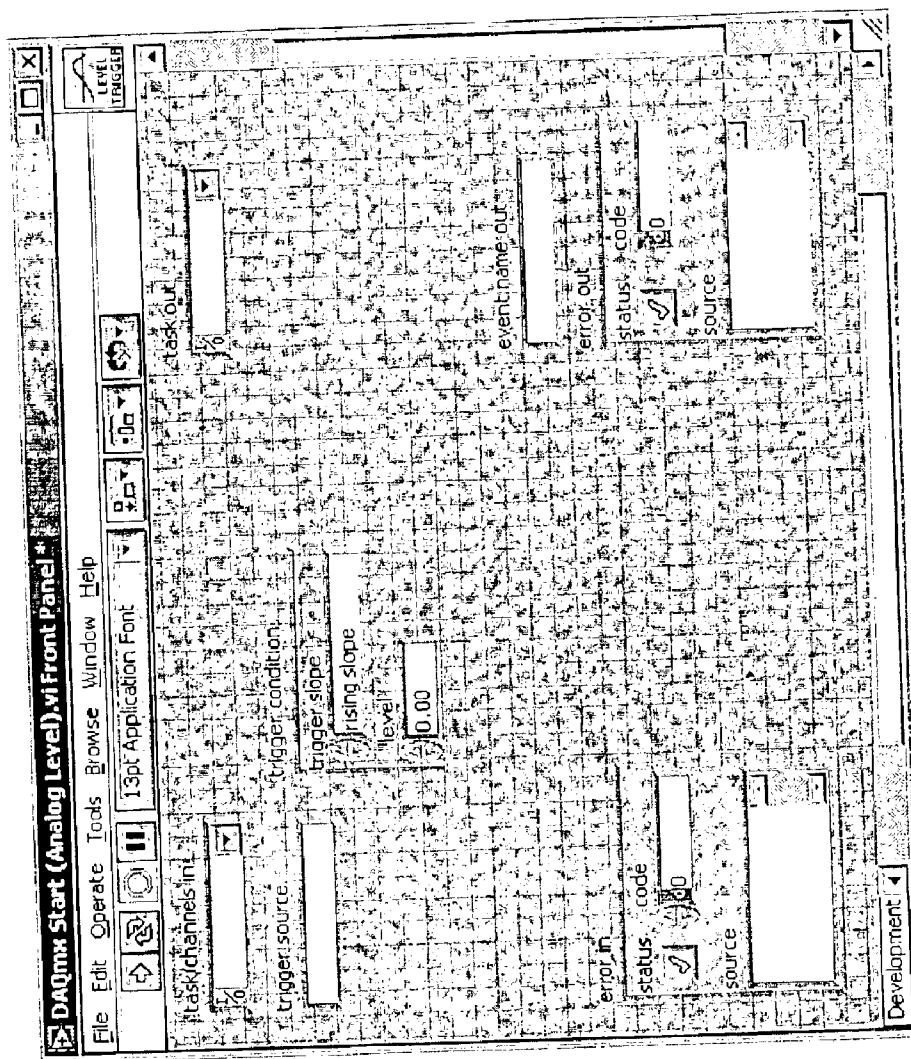 DAQmx Start (Analog Level).vi Front Panel *
File Edit Operate Tools Browse Window Help
13pt Application Font
LEVEL
TRIGGER
task/channels in
task out
trigger source
trigger condition
trigger slope
rising slope
level
0.00
event name out
error in
status code
0
source
error out
status code
0
source
Development